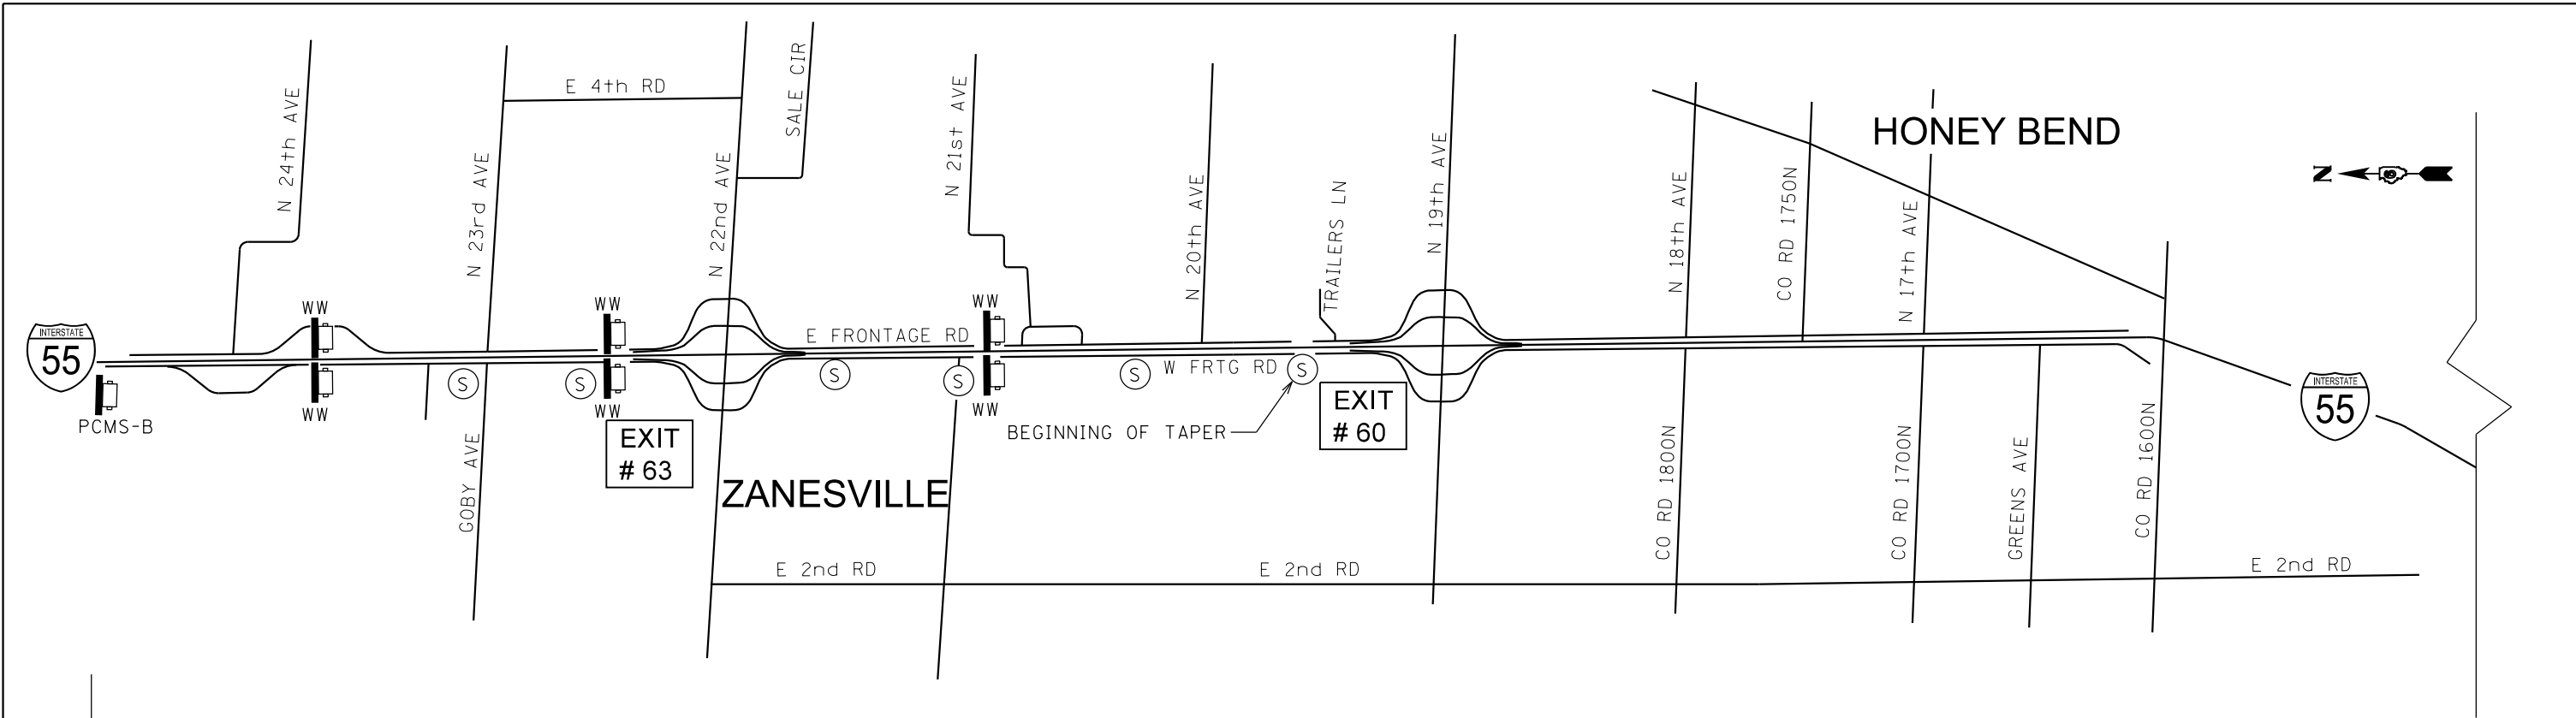 E 4th RD
SALE CIR
N 24th AVE
N 23rd AVE
N 22nd AVE
N 21st AVE
N 20th AVE
TRAILERS LN
N 19th AVE
N 18th AVE
CO RD 1750N
N 17th AVE
HONEY BEND
N
WW
WW
WW
INTERSTATE
55
E FRONTAGE RD
W FRTG RD
S
S
S
S
S
S
PCMS-B
WW
WW
WW
BEGINNING OF TAPER
EXIT
# 63
EXIT
# 60
INTERSTATE
55
GOBY AVE
ZANESVILLE
CO RD 1800N
CO RD 1700N
GREENS AVE
CO RD 1600N
E 2nd RD
E 2nd RD
E 2nd RD